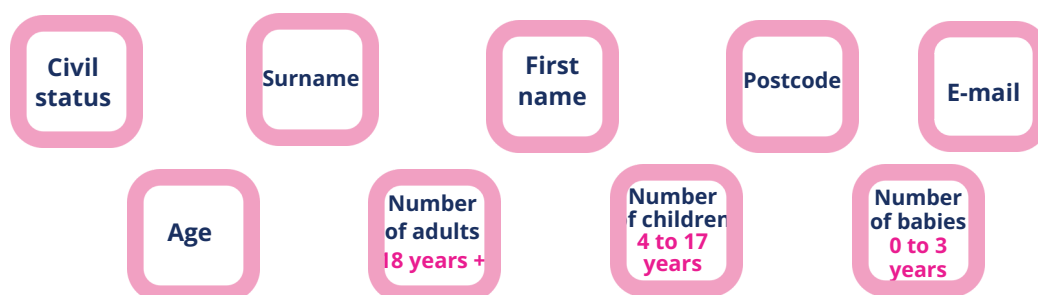 Civil
status
Surname
First
name
Postcode
E-mail
Age
Number
of adults
18 years +
Number
of children
4 to 17
years
Number
of babies
0 to 3
years